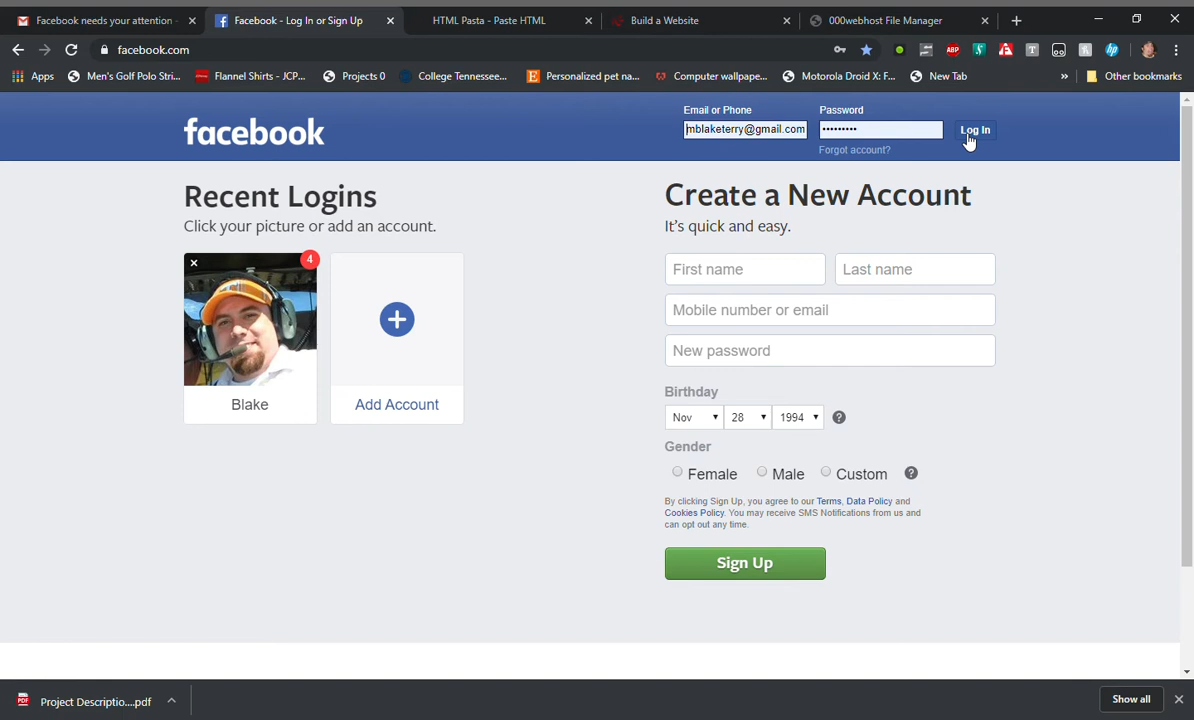 Facebook needs your attention
Facebook - Log In or Sign Up
HTML Pasta - Paste HTML
Build a Website
000webhost File Manager
facebook.com
ABP
T
hp
Apps
Men's Golf Polo Stri...
Flannel Shirts - JCP...
Projects 0
College Tennessee...
E
Personalized pet na...
Computer wallpape...
Motorola Droid X: F...
New Tab
»
Other bookmarks
Email or Phone
Password
facebook
mblaketerry@gmail.com
•••••••••
Log In
Forgot account?
Recent Logins
Create a New Account
Click your picture or add an account.
It's quick and easy.
4
First name
Last name
Mobile number or email
New password
Blake
Add Account
Birthday
Nov
28
1994
?
Gender
Female
Male
Custom
?
By clicking Sign Up, you agree to our Terms, Data Policy and
Cookies Policy. You may receive SMS Notifications from us and
can opt out any time.
Sign Up
PDF
Project Descriptio....pdf
Show all